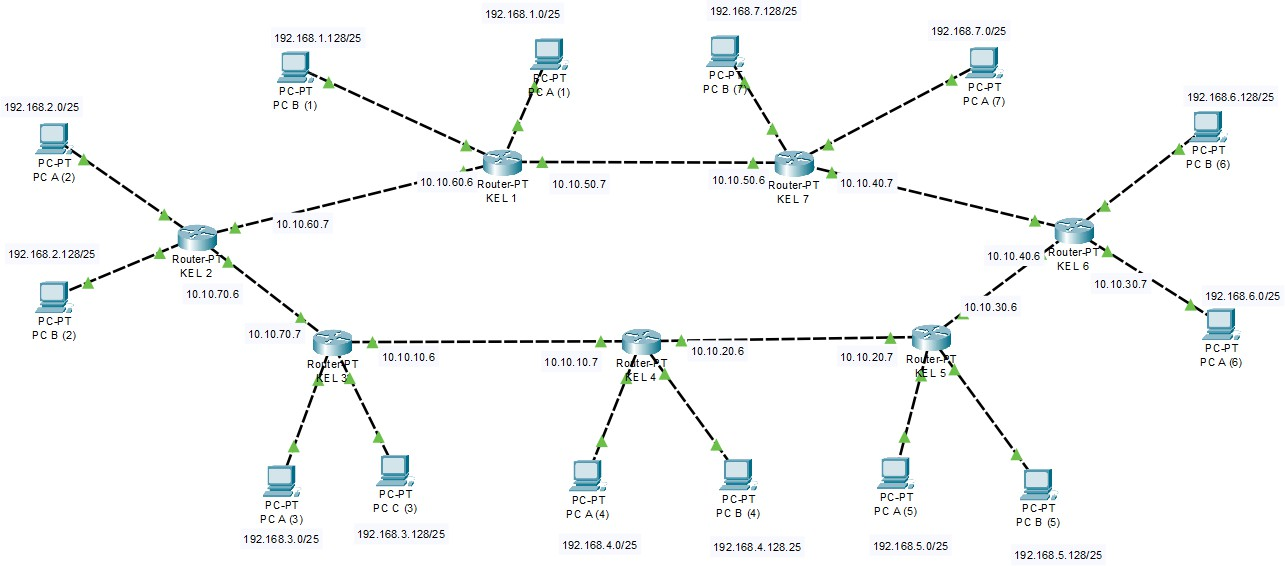 192.168.1.0/25
192.168.7.128/25
192.168.1.128/25
192.168.7.0/25
PC-PT
PC B (1)
PC-PT
PC A (1)
PC-PT
PC B (7)
PC-PT
PC A (7)
192.168.2.0/25
192.168.6.128/25
PC-PT
PC A (2)
PC-PT
PC B (6)
10.10.60.6
Router-PT
KEL 1
10.10.50.7
10.10.50.6
Router-PT
KEL 7
10.10.40.7
10.10.60.7
192.168.2.128/25
Router-PT
KEL 2
10.10.40.6
Router-PT
KEL 6
10.10.30.7
192.168.6.0/25
10.10.70.6
PC-PT
PC B (2)
10.10.30.6
10.10.70.7
PC-PT
PC A (6)
Router-PT
KEL 3
10.10.10.6
10.10.10.7
Router-PT
KEL 4
10.10.20.6
10.10.20.7
Router-PT
KEL 5
PC-PT
PC A (3)
PC-PT
PC C (3)
PC-PT
PC A (4)
PC-PT
PC B (4)
PC-PT
PC A (5)
PC-PT
PC B (5)
192.168.3.0/25
192.168.3.128/25
192.168.4.0/25
192.168.4.128.25
192.168.5.0/25
192.168.5.128/25